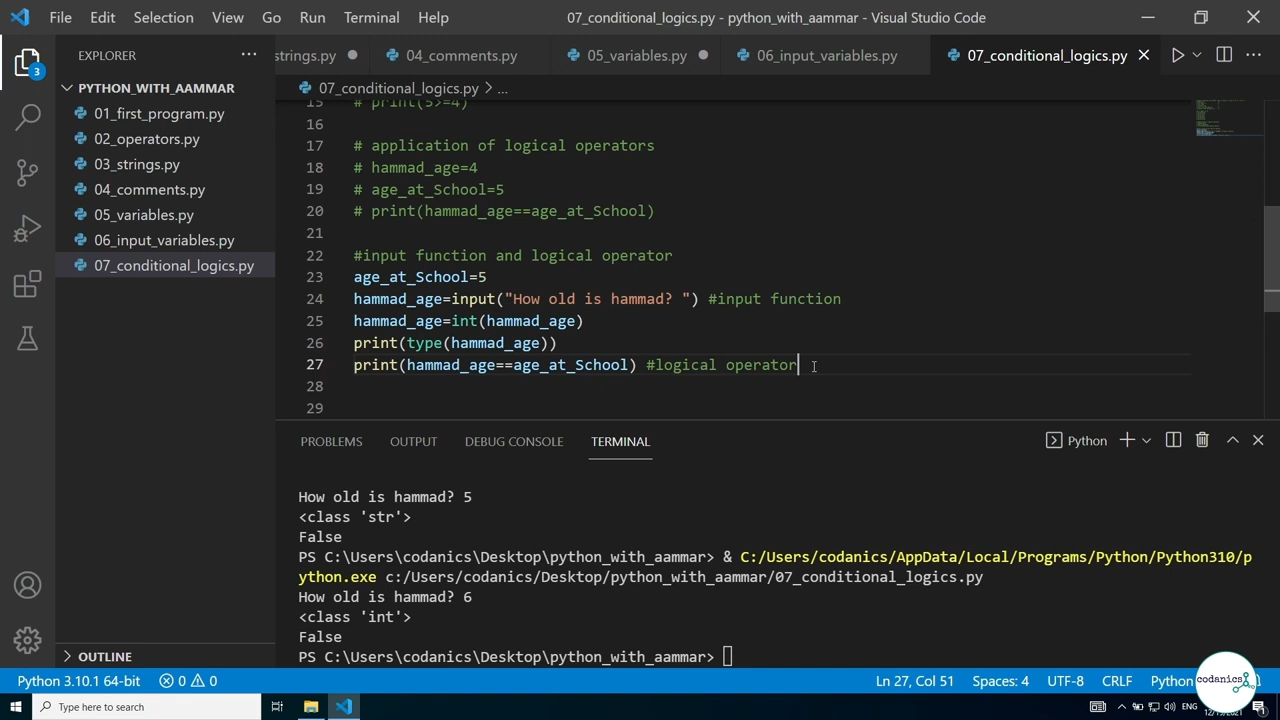 File Edit Selection View Go Run Terminal Help 07_conditional_logics.py - python_with_aammar - Visual Studio Code
EXPLORER
strings.py 04_comments.py 05_variables.py 06_input_variables.py 07_conditional_logics.py
3
PYTHON_WITH_AAMMAR
01_first_program.py
02_operators.py
03_strings.py
04_comments.py
05_variables.py
06_input_variables.py
07_conditional_logics.py
OUTLINE
07_conditional_logics.py > ...
15 # print(5>=4)
16
17 # application of logical operators
18 # hammad_age=4
19 # age_at_School=5
20 # print(hammad_age==age_at_School)
21
22 #input function and logical operator
23 age_at_School=5
24 hammad_age=input("How old is hammad? ") #input function
25 hammad_age=int(hammad_age)
26 print(type(hammad_age))
27 print(hammad_age==age_at_School) #logical operator
28
29
PROBLEMS OUTPUT DEBUG CONSOLE TERMINAL Python
How old is hammad? 5
<class 'str'>
False
PS C:\Users\codanics\Desktop\python_with_aammar> & C:/Users/codanics/AppData/Local/Programs/Python/Python310/p
ython.exe c:/Users/codanics/Desktop/python_with_aammar/07_conditional_logics.py
How old is hammad? 6
<class 'int'>
False
PS C:\Users\codanics\Desktop\python_with_aammar>
Python 3.10.1 64-bit 0 0 Ln 27, Col 51 Spaces: 4 UTF-8 CRLF Python
codanics
Type here to search ENG